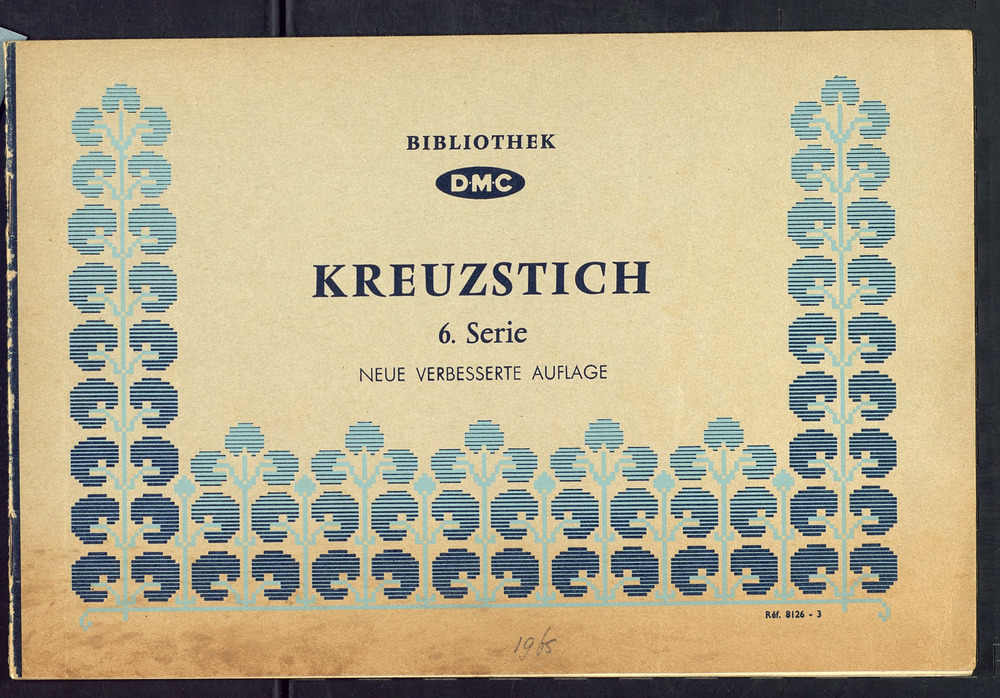 BIBLIOTHEK
D·M·C
KREUZSTICH
6. Serie
NEUE VERBESSERTE AUFLAGE
Réf. 8126 - 3
1965